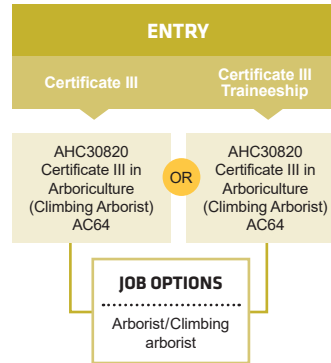 ENTRY
Certificate III
Certificate III
Traineeship
AHC30820
Certificate III in
Arboriculture
(Climbing Arborist)
AC64
OR
AHC30820
Certificate III in
Arboriculture
(Climbing Arborist)
AC64
JOB OPTIONS
Arborist/Climbing
arborist